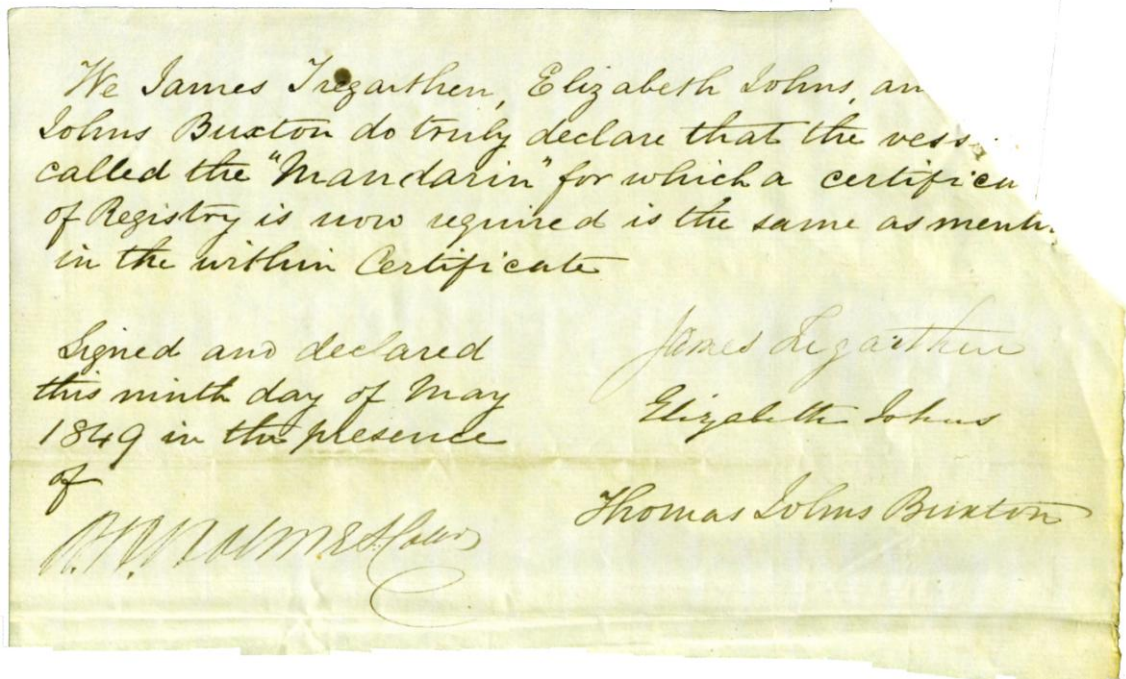 We James Tregarthen, Elizabeth Johns, an
Johns Buxton do truly declare that the vess
called the "Mandarin" for which a certifica
of Registry is now required is the same as ment
in the within Certificate
Signed and declared
this ninth day of May
1849 in the presence
of
James Tregarthen
Elizabeth Johns
Thomas Johns Buxton